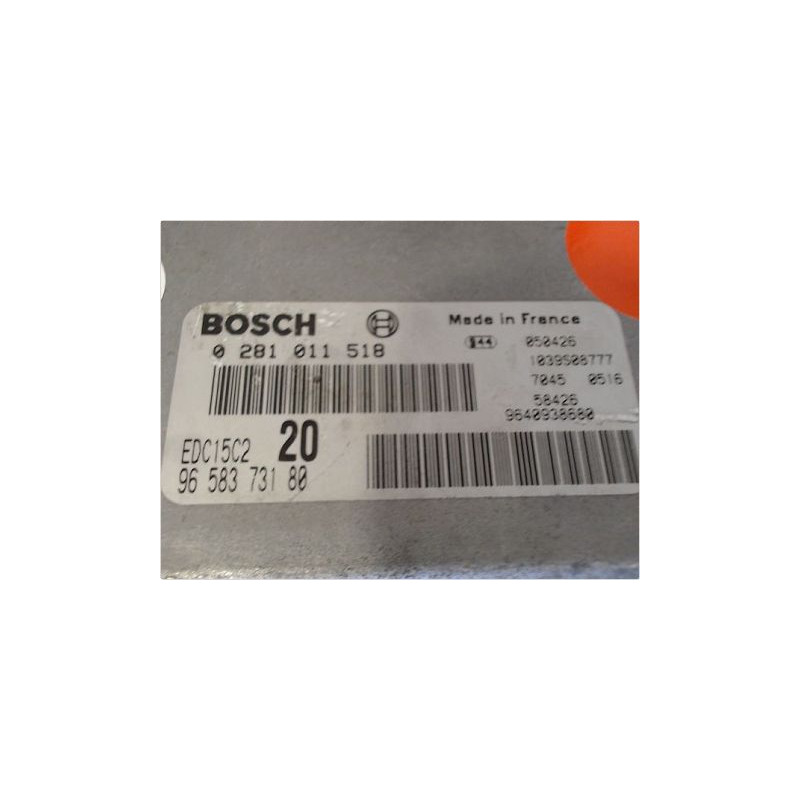 BOSCH
Made in France
0 281 011 518
44 050426
1039S08777
7045 0516
58426
9640938680
EDC15C2 20
96 583 731 80